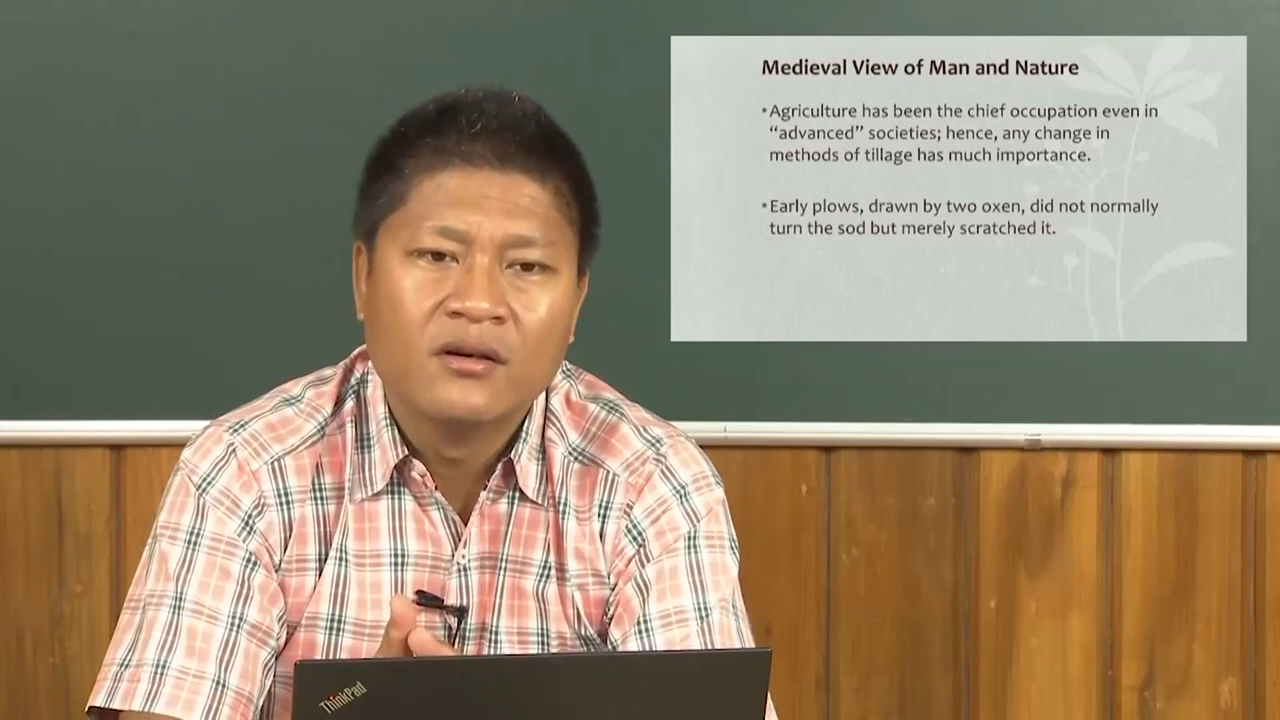 Medieval View of Man and Nature
•Agriculture has been the chief occupation even in
“advanced” societies; hence, any change in
methods of tillage has much importance.
•Early plows, drawn by two oxen, did not normally
turn the sod but merely scratched it.
ThinkPad